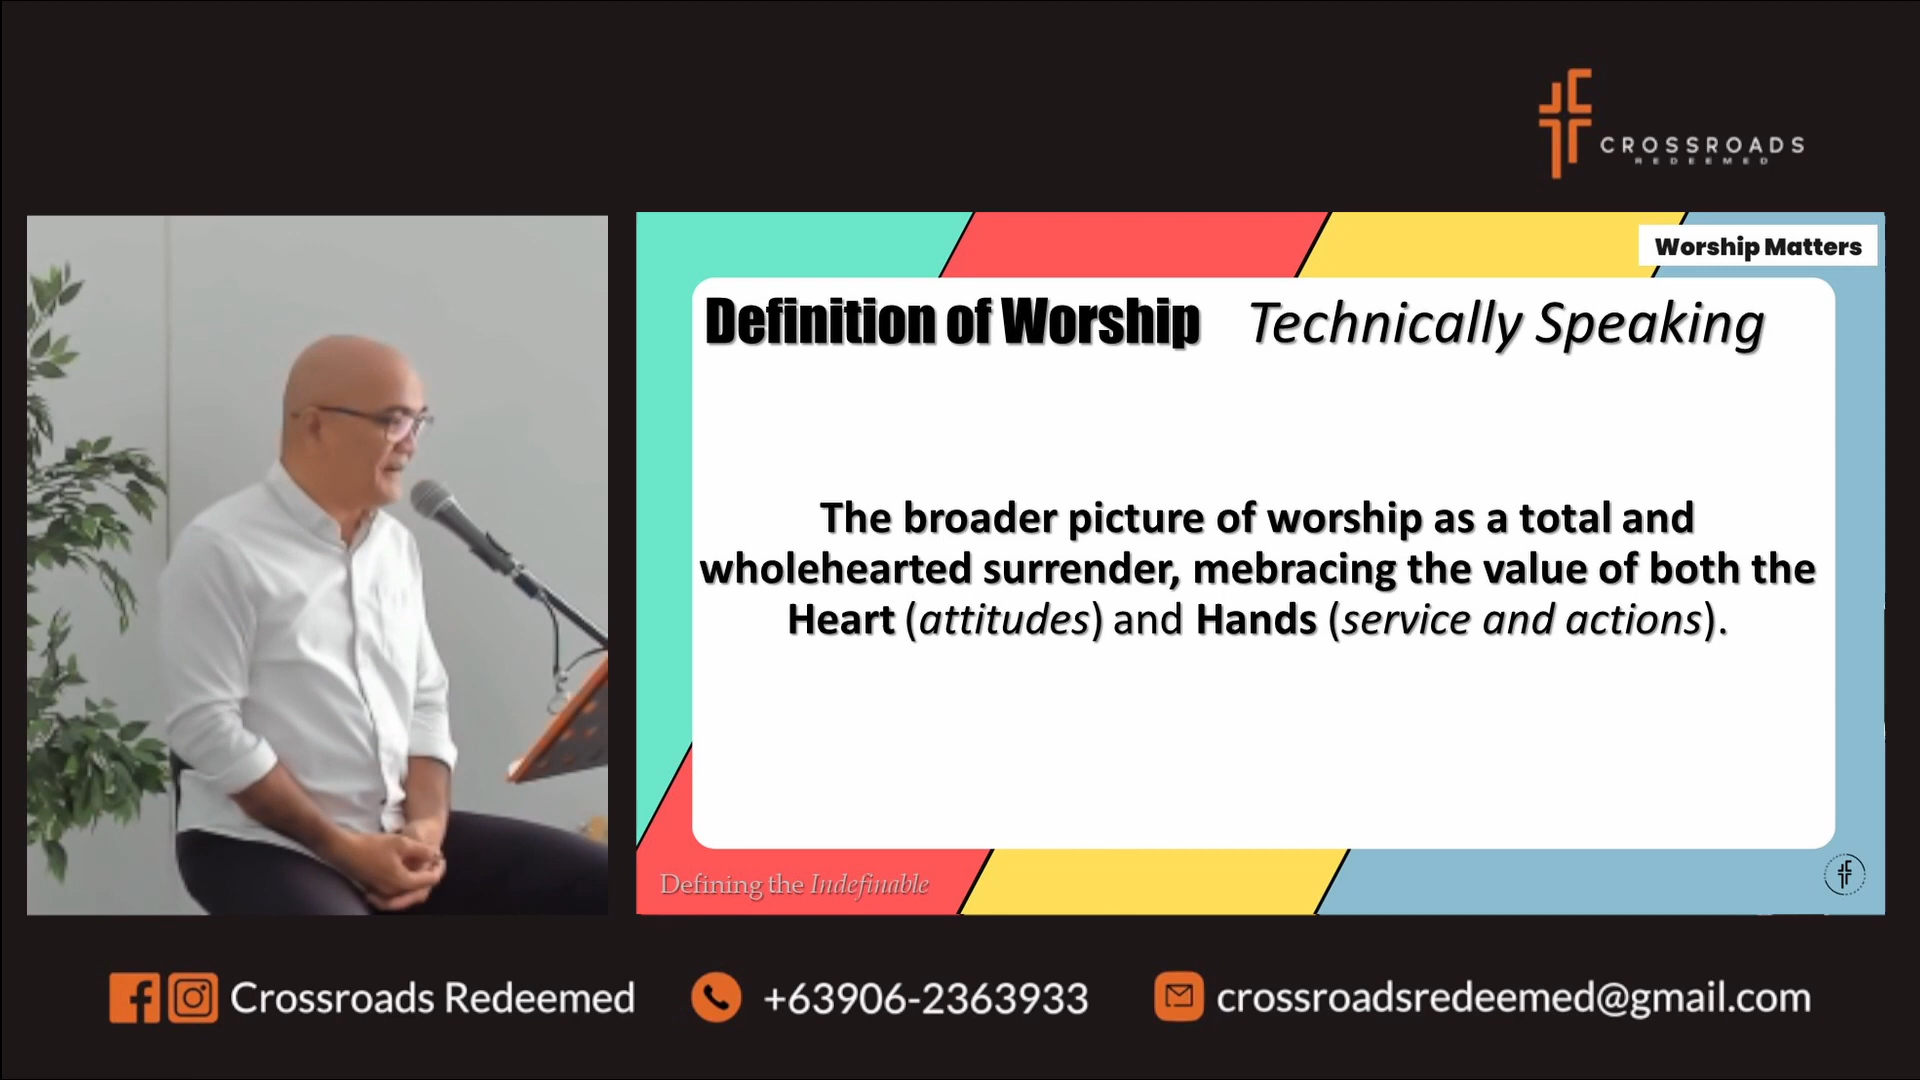 CROSSROADS
REDEEMED
Worship Matters
Definition of Worship Technically Speaking
The broader picture of worship as a total and
wholehearted surrender, mebracing the value of both the
Heart (attitudes) and Hands (service and actions).
Defining the Indefinable
Crossroads Redeemed
+63906-2363933
crossroadsredeemed@gmail.com